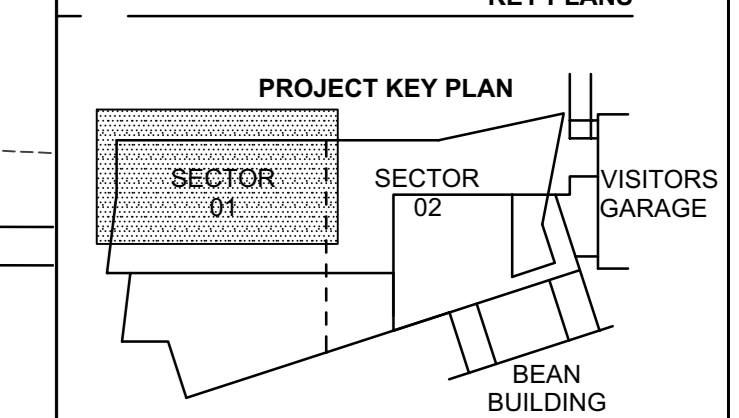 KEY PLANS
PROJECT KEY PLAN
SECTOR
01
SECTOR
02
VISITORS
GARAGE
BEAN
BUILDING